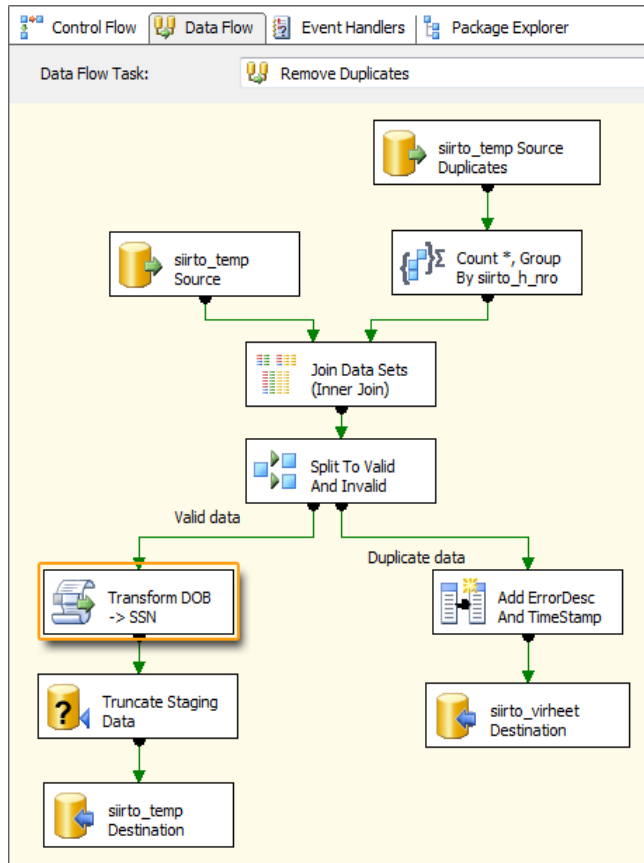 Control Flow
Data Flow
Event Handlers
Package Explorer
Data Flow Task:
Remove Duplicates
siirto_temp Source
Duplicates
siirto_temp
Source
Count *, Group
By siirto_h_nro
Join Data Sets
(Inner Join)
Split To Valid
And Invalid
Valid data
Duplicate data
Transform DOB
-> SSN
Add ErrorDesc
And TimeStamp
Truncate Staging
Data
siirto_virheet
Destination
siirto_temp
Destination